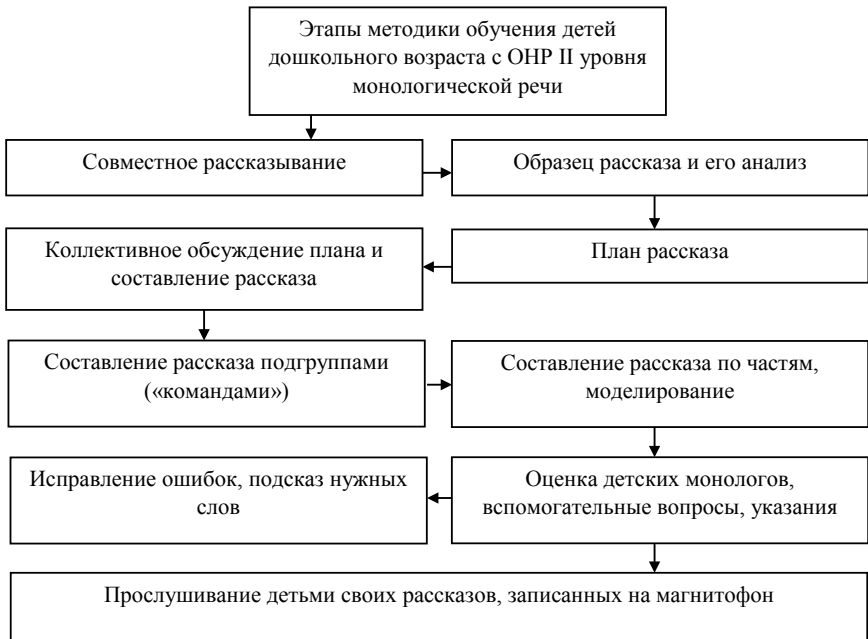 Этапы методики обучения детей
дошкольного возраста с ОНР II уровня
монологической речи
Совместное рассказывание
Образец рассказа и его анализ
План рассказа
Коллективное обсуждение плана и
составление рассказа
Составление рассказа подгруппами
(«командами»)
Составление рассказа по частям,
моделирование
Оценка детских монологов,
вспомогательные вопросы, указания
Исправление ошибок, подсказ нужных
слов
Прослушивание детьми своих рассказов, записанных на магнитофон